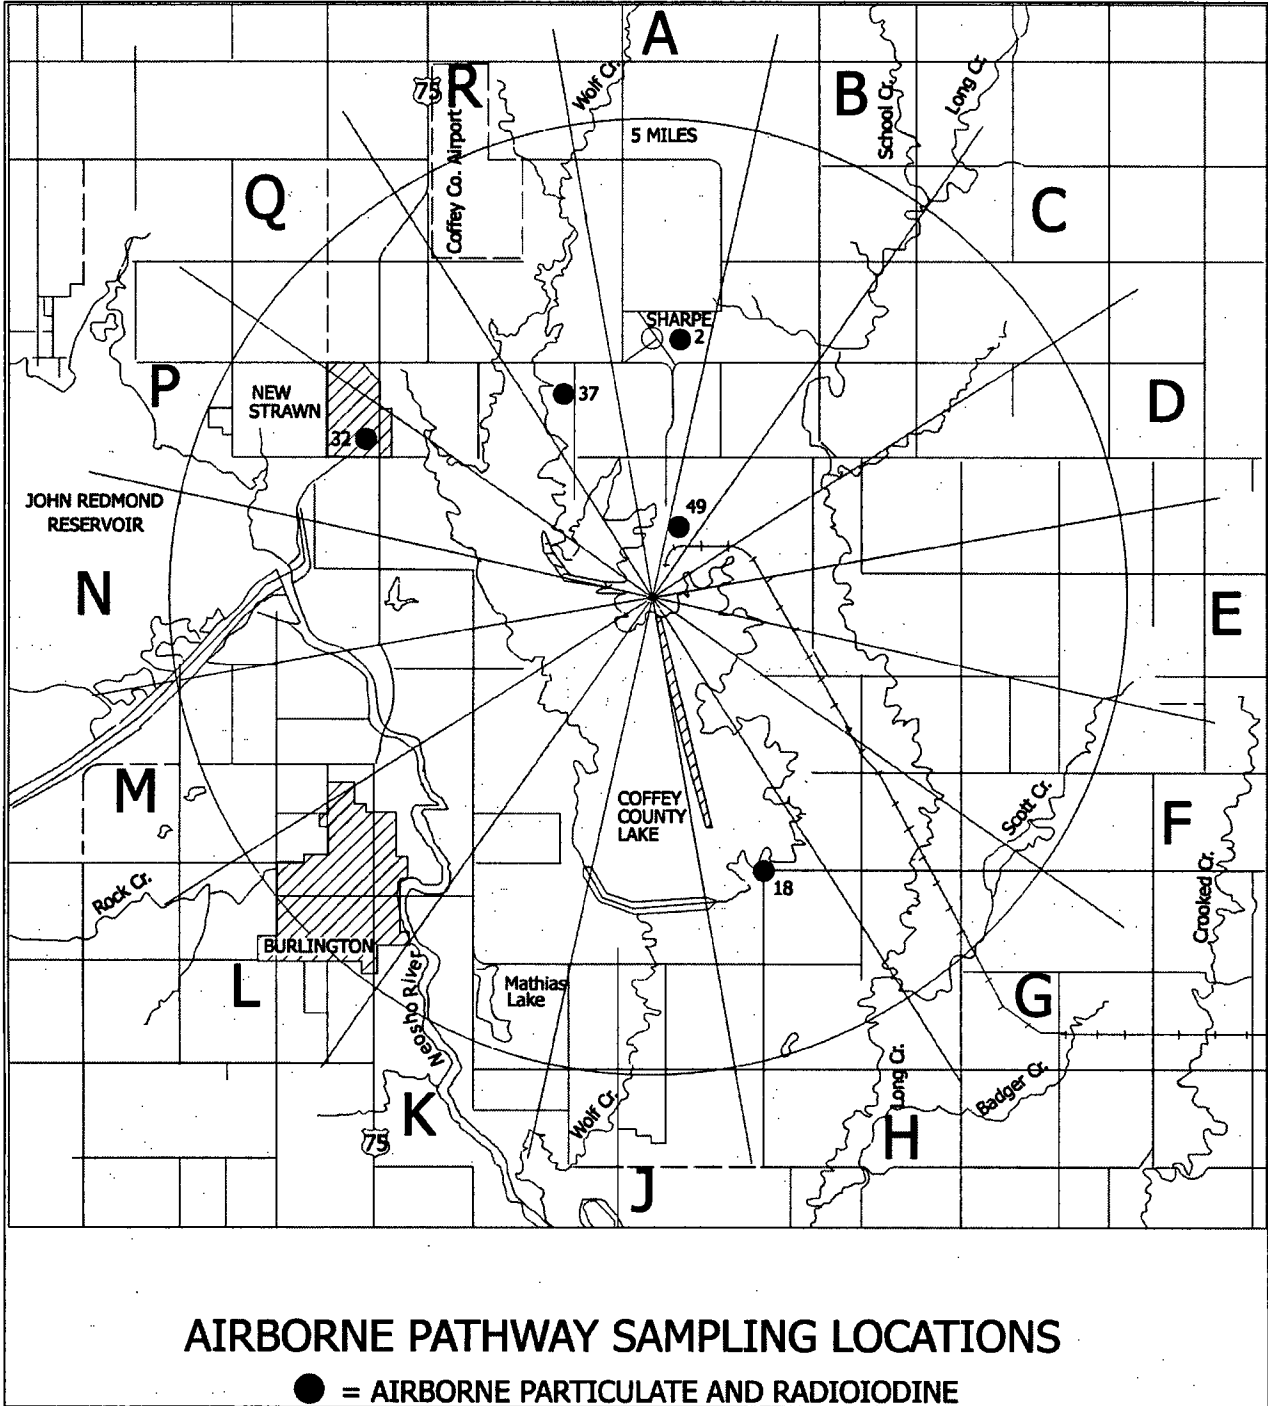 A
Wolf Cr.
75
R
B
School Cr.
Long Cr.
5 MILES
Coffey Co. Airport
Q
C
SHARPE
2
P
NEW
STRAWN
37
D
32
JOHN REDMOND
RESERVOIR
49
N
E
M
COFFEY
COUNTY
LAKE
Scott Cr.
F
Rock Cr.
18
Crooked Cr.
BURLINGTON
L
Neosho River
Mathias
Lake
G
K
75
Wolf Cr.
Long Cr.
Badger Cr.
H
J
AIRBORNE PATHWAY SAMPLING LOCATIONS
= AIRBORNE PARTICULATE AND RADIOIODINE